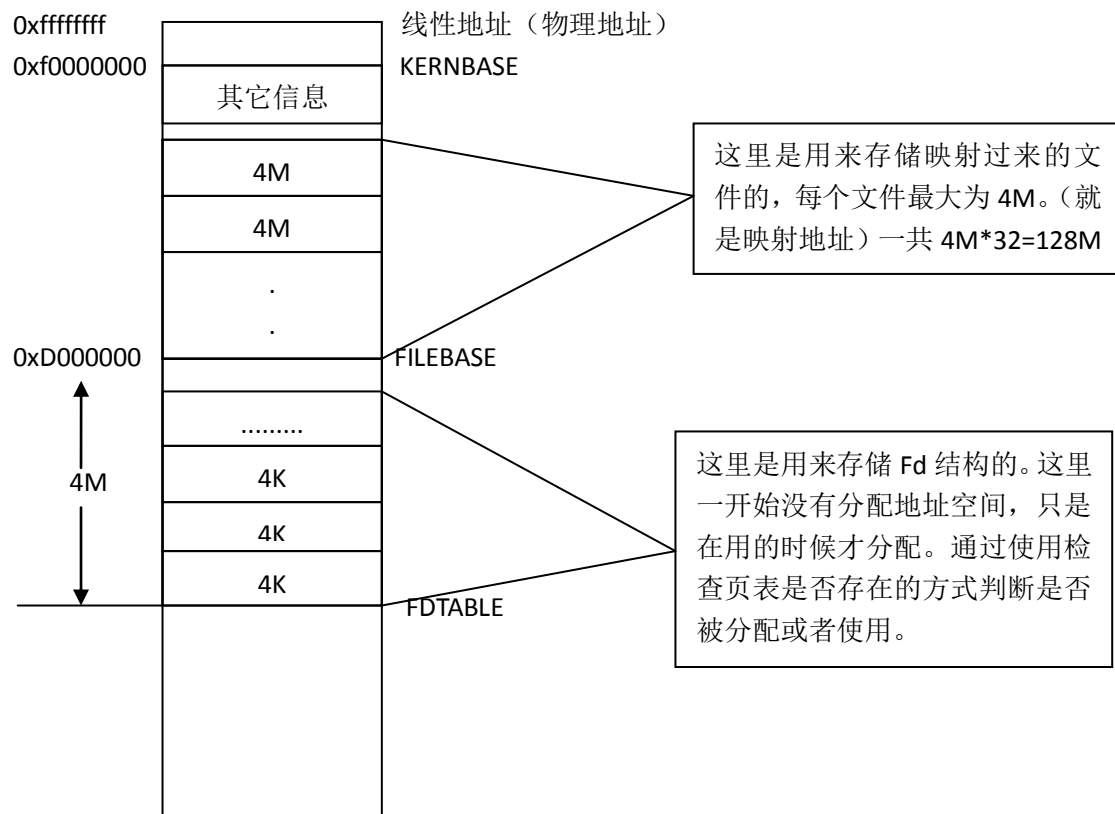 0xffffffff 线性地址（物理地址）
0xf0000000 KERNBASE
其它信息
4M
4M
.
.
这里是用来存储映射过来的文
件的，每个文件最大为 4M。（就
是映射地址）一共 4M*32=128M
0xD000000 FILEBASE
.........
4K
4K
4K
4M
FDTABLE
这里是用来存储 Fd 结构的。这里
一开始没有分配地址空间，只是
在用的时候才分配。通过使用检
查页表是否存在的方式判断是否
被分配或者使用。